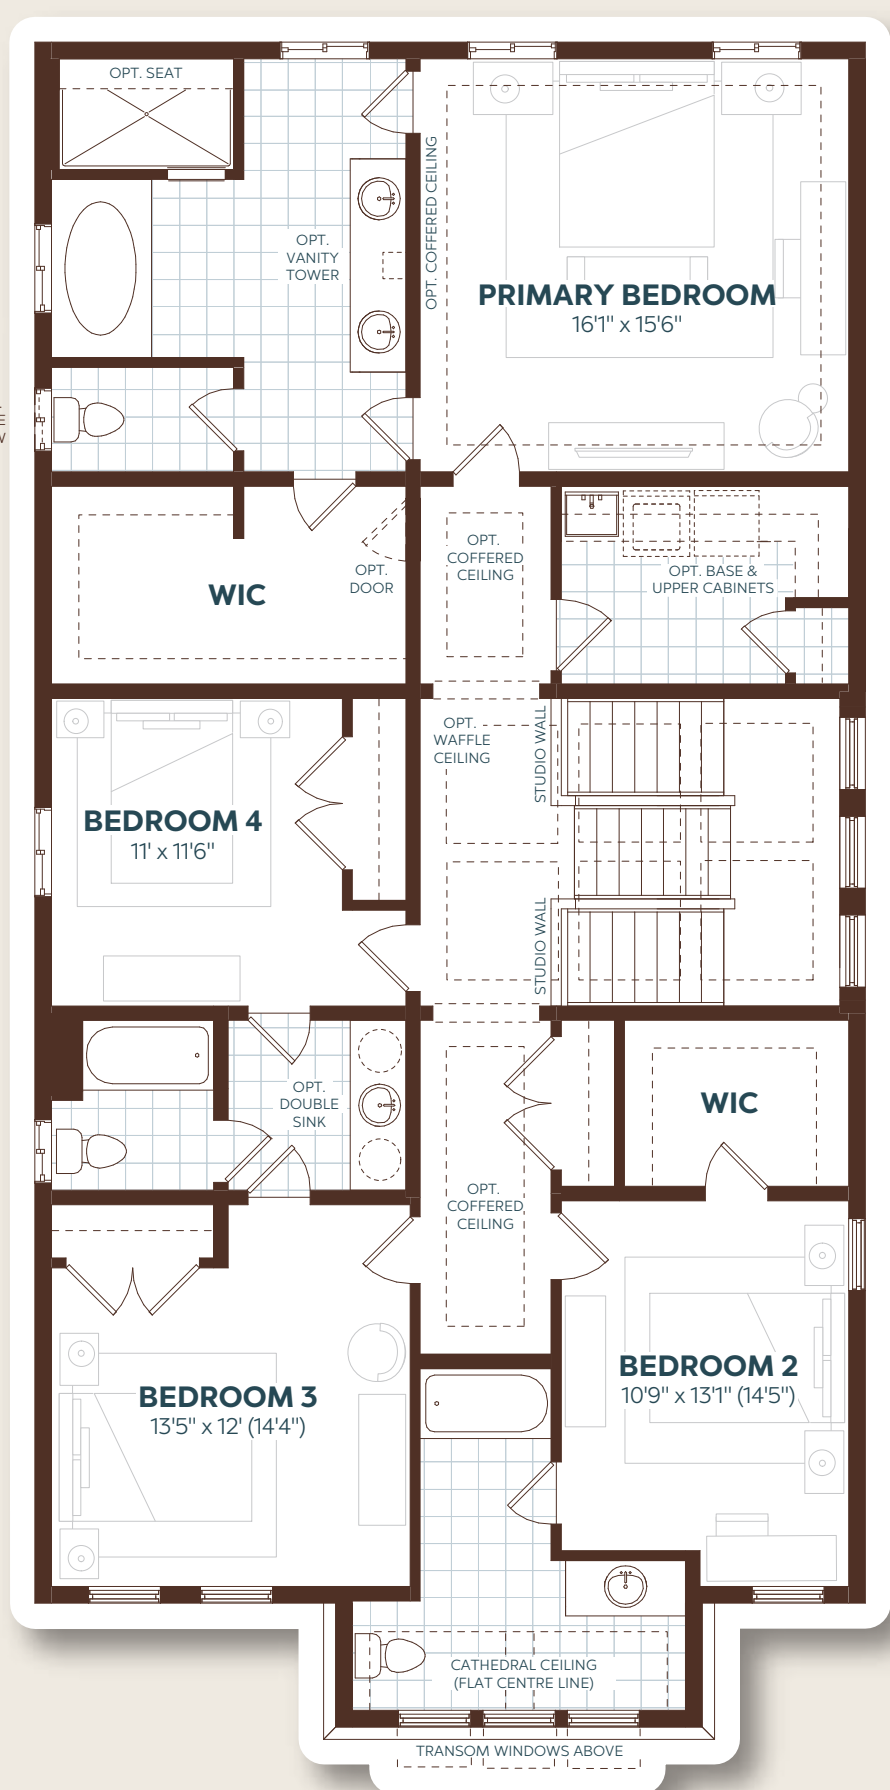 OPT. SEAT
OPT. COFFERED CEILING
OPT.
VANITY
TOWER
PRIMARY BEDROOM
16'1" x 15'6"
OPT.
COFFERED
CEILING
OPT.
DOOR
WIC
OPT. BASE &
UPPER CABINETS
OPT.
WAFFLE
CEILING
STUDIO WALL
BEDROOM 4
11' x 11'6"
STUDIO WALL
OPT.
DOUBLE
SINK
WIC
OPT.
COFFERED
CEILING
BEDROOM 2
10'9" x 13'1" (14'5")
BEDROOM 3
13'5" x 12' (14'4")
CATHEDRAL CEILING
(FLAT CENTRE LINE)
TRANSOM WINDOWS ABOVE